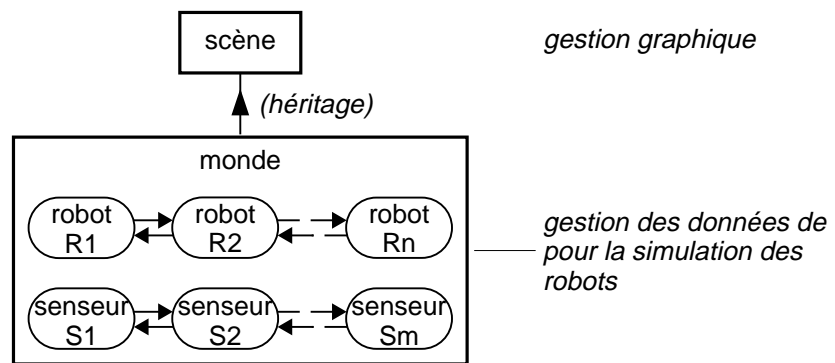 scène
gestion graphique
(héritage)
monde
robot
R1
robot
R2
robot
Rn
gestion des données de
pour la simulation des
robots
senseur
S1
senseur
S2
senseur
Sm